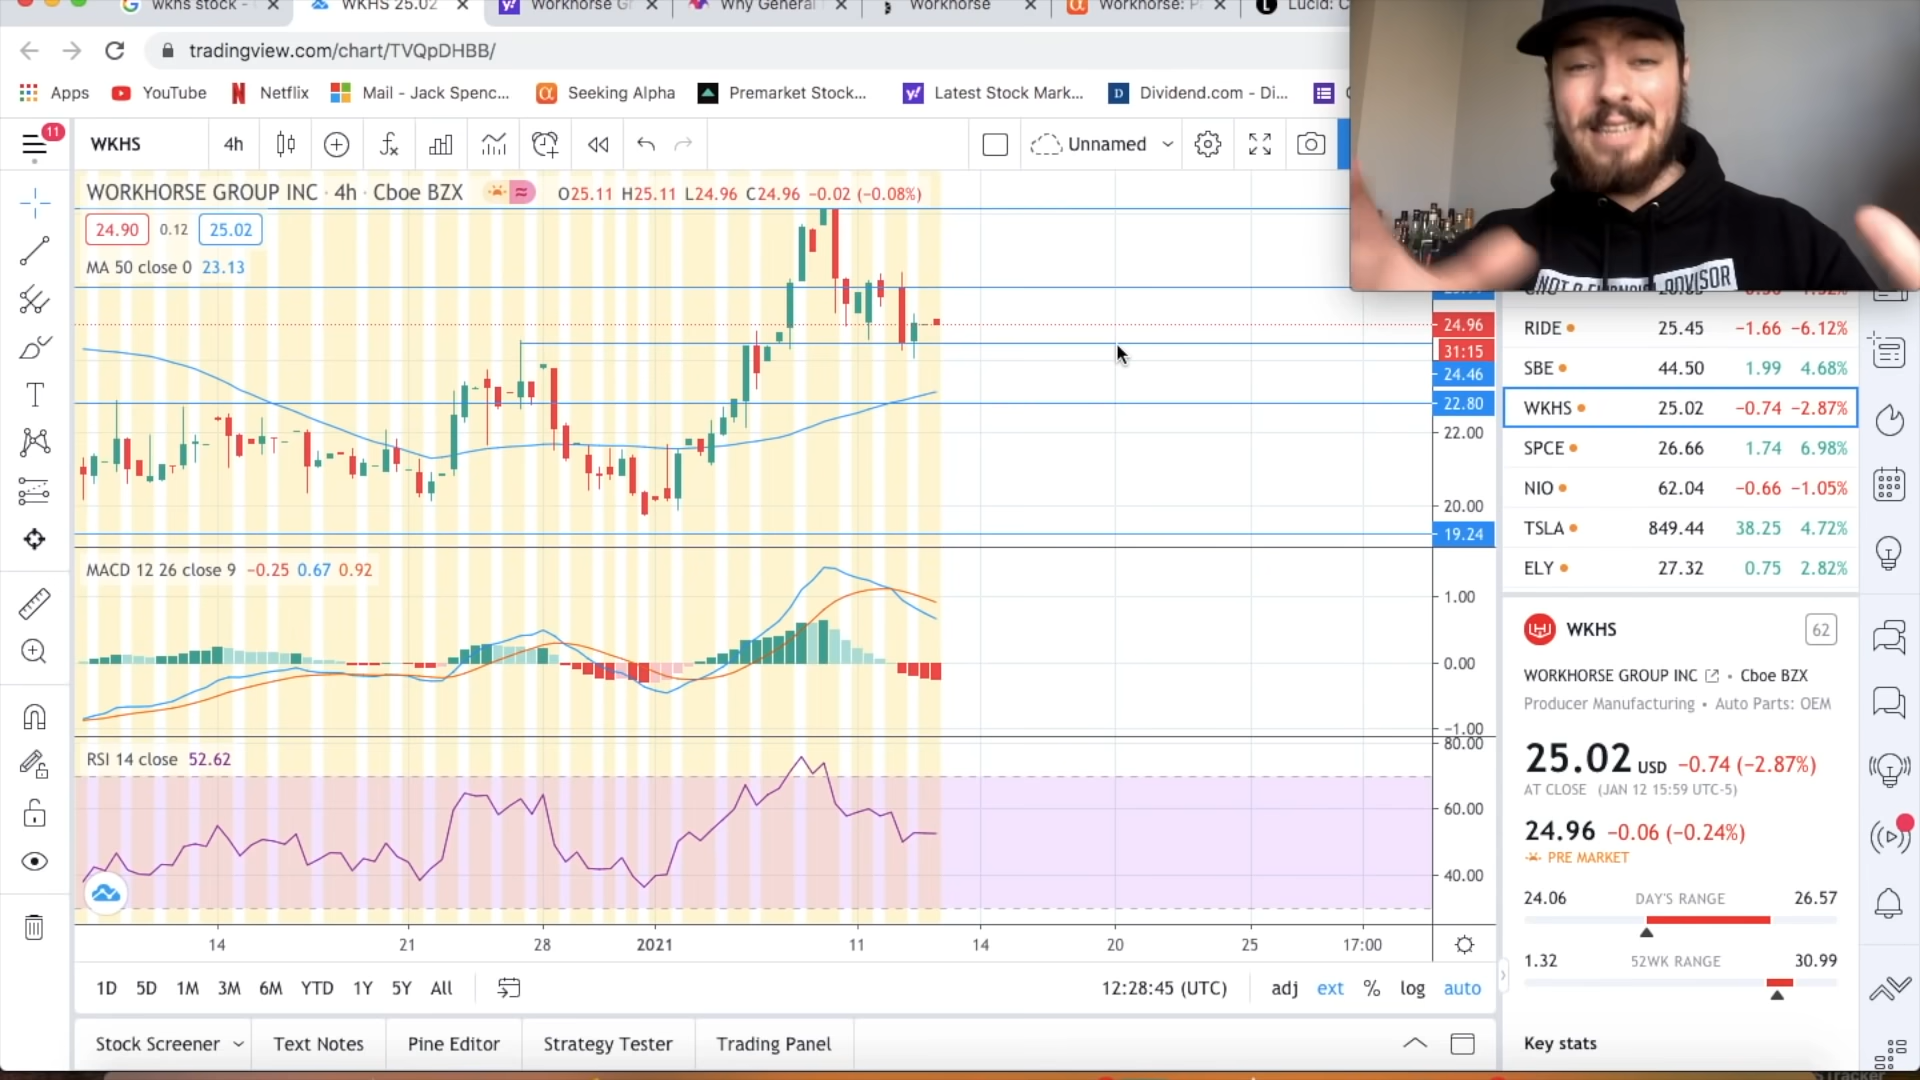 wkhs stock -
WKHS 25.02
Workhorse Gr
Why General
Workhorse
Workhorse: P
Lucid: C
tradingview.com/chart/TVQpDHBB/
Apps
YouTube
Netflix
Mail - Jack Spenc...
Seeking Alpha
Premarket Stock...
Latest Stock Mark...
Dividend.com - Di...
11
WKHS
4h
Unnamed
WORKHORSE GROUP INC · 4h · Cboe BZX
O25.11 H25.11 L24.96 C24.96 −0.02 (−0.08%)
24.90
0.12
25.02
MA 50 close 0 23.13
24.96
31:15
24.46
22.80
22.00
20.00
19.24
MACD 12 26 close 9 −0.25 0.67 0.92
1.00
0.00
−1.00
RSI 14 close 52.62
80.00
60.00
40.00
14
21
28
2021
11
14
20
25
17:00
1D 5D 1M 3M 6M YTD 1Y 5Y All
12:28:45 (UTC)
adj ext % log auto
Stock Screener
Text Notes
Pine Editor
Strategy Tester
Trading Panel
ADVISOR
RIDE 25.45 −1.66 −6.12%
SBE 44.50 1.99 4.68%
WKHS 25.02 −0.74 −2.87%
SPCE 26.66 1.74 6.98%
NIO 62.04 −0.66 −1.05%
TSLA 849.44 38.25 4.72%
ELY 27.32 0.75 2.82%
WKHS
62
WORKHORSE GROUP INC · Cboe BZX
Producer Manufacturing • Auto Parts: OEM
25.02 USD −0.74 (−2.87%)
AT CLOSE (JAN 12 15:59 UTC-5)
24.96 −0.06 (−0.24%)
PRE MARKET
24.06 DAY'S RANGE 26.57
1.32 52WK RANGE 30.99
Key stats